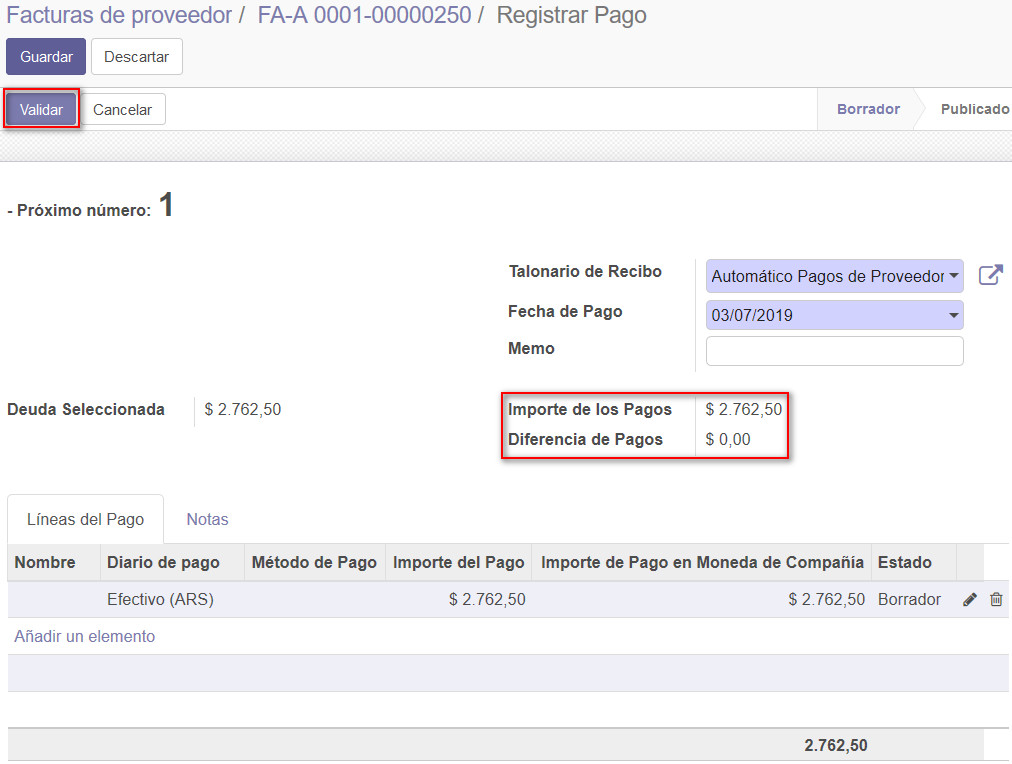 Facturas de proveedor / FA-A 0001-00000250 / Registrar Pago
Guardar Descartar
Validar Cancelar Borrador Publicado
- Próximo número: 1
Talonario de Recibo Automático Pagos de Proveedor
Fecha de Pago 03/07/2019
Memo
Deuda Seleccionada $ 2.762,50 Importe de los Pagos $ 2.762,50
Diferencia de Pagos $ 0,00
Líneas del Pago Notas
Nombre Diario de pago Método de Pago Importe del Pago Importe de Pago en Moneda de Compañía Estado
Efectivo (ARS) $ 2.762,50 $ 2.762,50 Borrador
Añadir un elemento
2.762,50